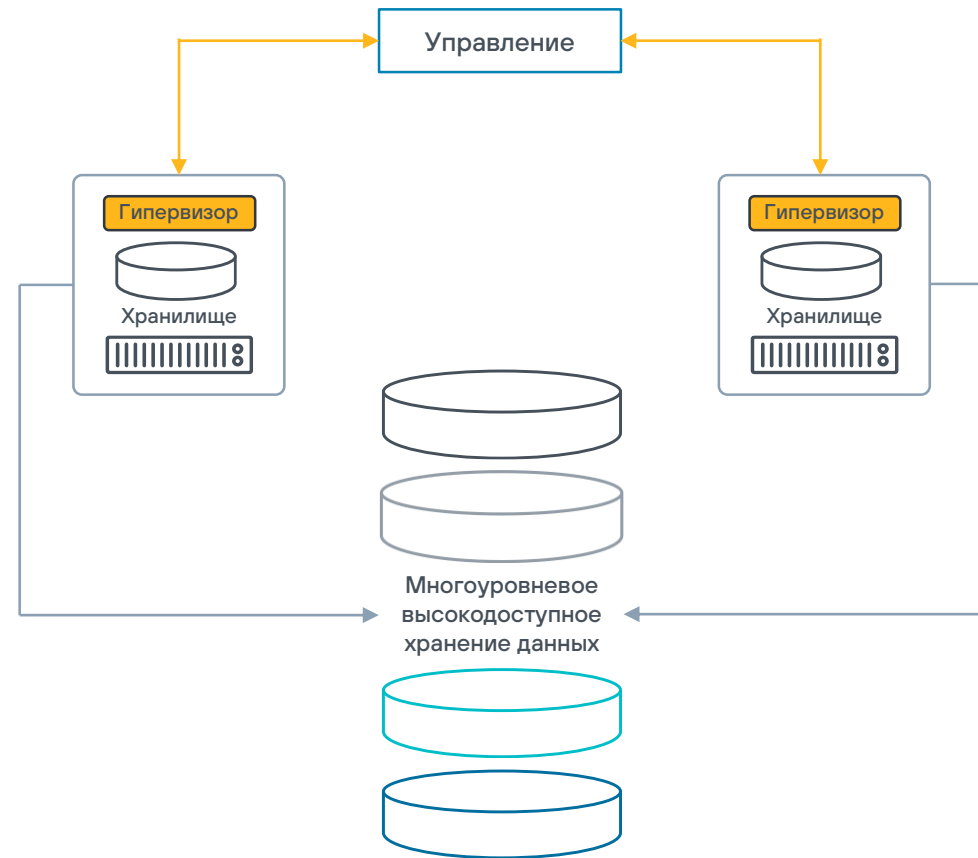 Управление
Гипервизор
Хранилище
Гипервизор
Хранилище
Многоуровневое
высокодоступное
хранение данных